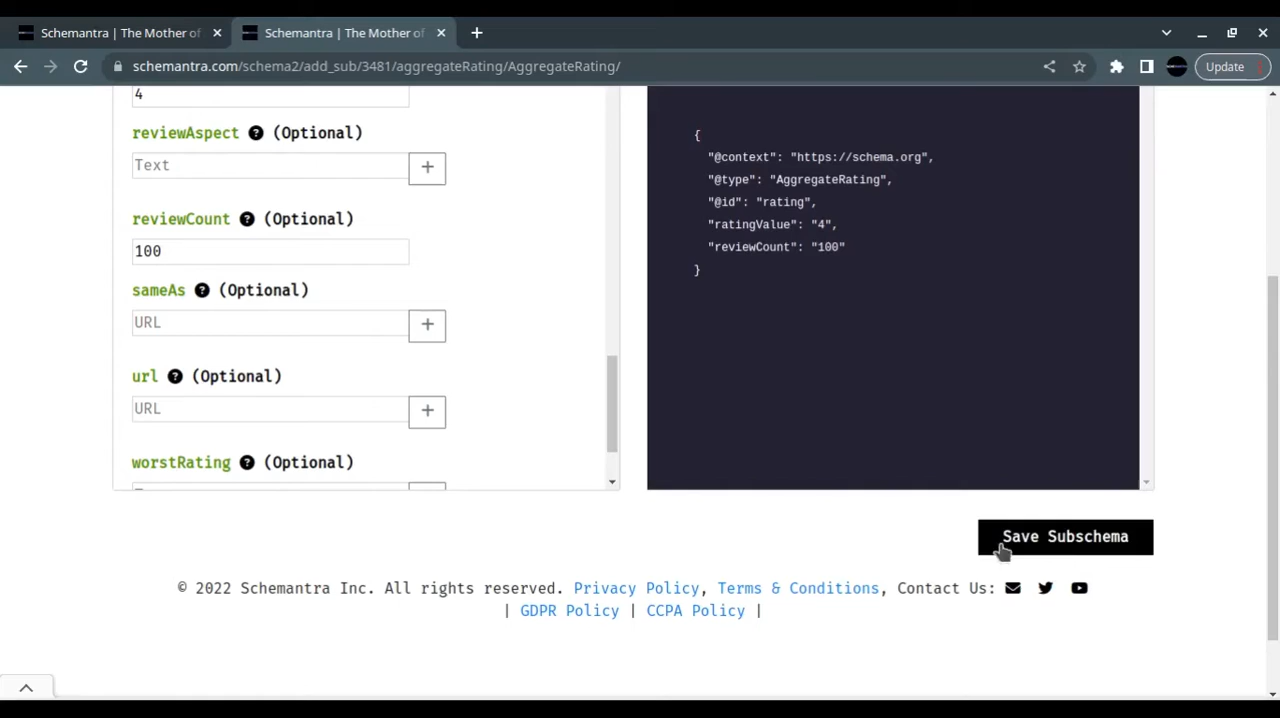 Schemantra | The Mother of
Schemantra | The Mother of
schemantra.com/schema2/add_sub/3481/aggregateRating/AggregateRating/
Update
4
reviewAspect ? (Optional)
Text
+
reviewCount ? (Optional)
100
sameAs ? (Optional)
URL
+
url ? (Optional)
URL
+
worstRating ? (Optional)
{
"@context": "https://schema.org",
"@type": "AggregateRating",
"@id": "rating",
"ratingValue": "4",
"reviewCount": "100"
}
Save Subschema
© 2022 Schemantra Inc. All rights reserved. Privacy Policy, Terms & Conditions, Contact Us:
| GDPR Policy | CCPA Policy |